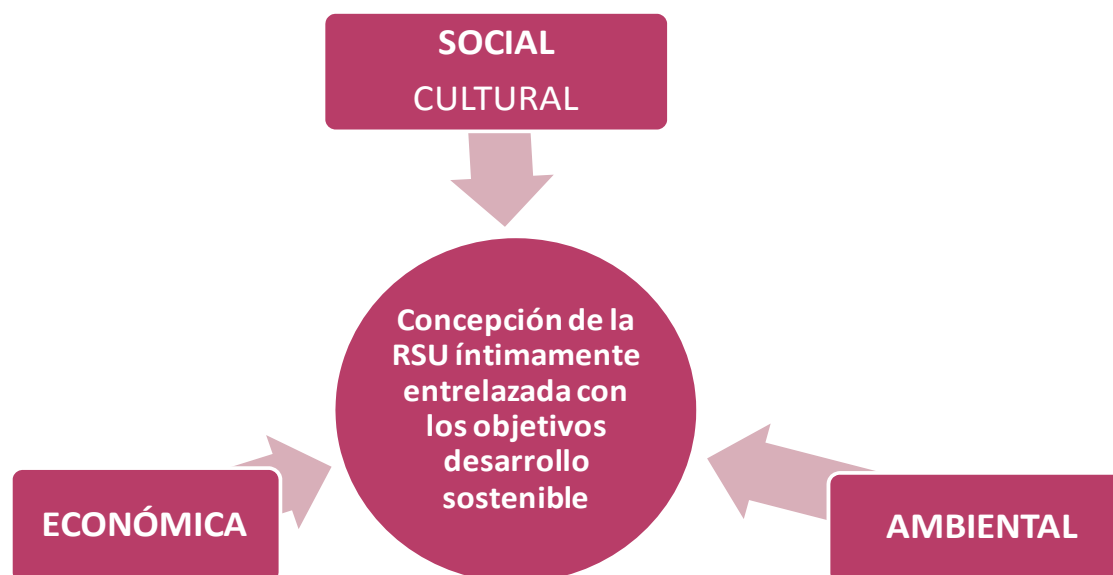 SOCIAL
CULTURAL
Concepción de la
RSU íntimamente
entrelazada con
los objetivos
desarrollo
sostenible
ECONÓMICA
AMBIENTAL